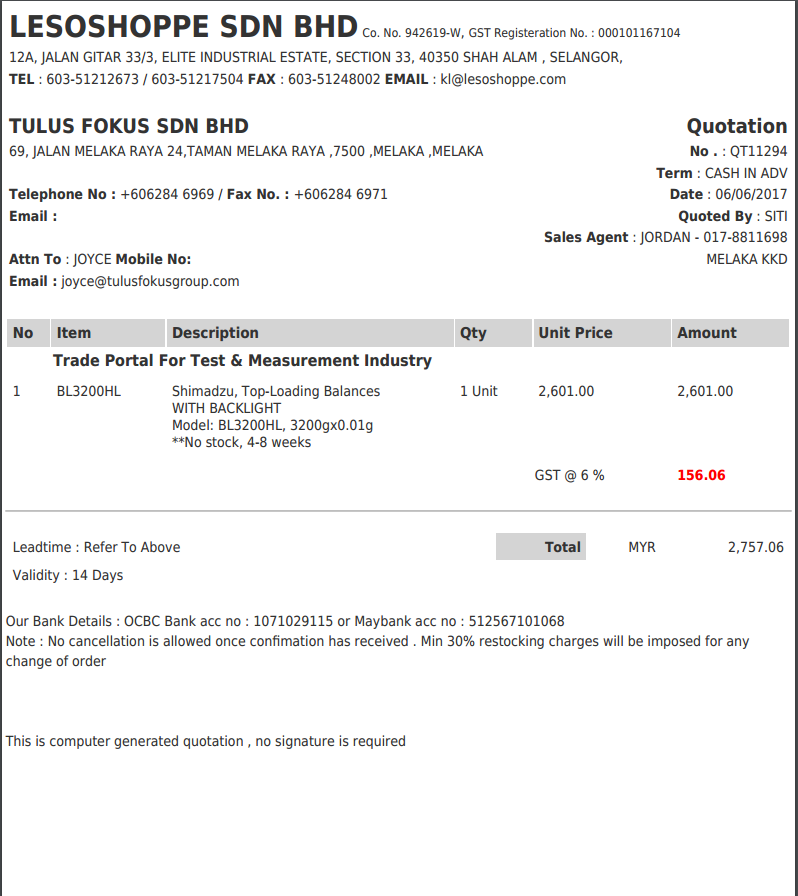 LESOSHOPPE SDN BHD Co. No. 942619-W, GST Registeration No. : 000101167104
12A, JALAN GITAR 33/3, ELITE INDUSTRIAL ESTATE, SECTION 33, 40350 SHAH ALAM , SELANGOR,
TEL : 603-51212673 / 603-51217504 FAX : 603-51248002 EMAIL : kl@lesoshoppe.com
TULUS FOKUS SDN BHD
69, JALAN MELAKA RAYA 24,TAMAN MELAKA RAYA ,7500 ,MELAKA ,MELAKA
Telephone No : +606284 6969 / Fax No. : +606284 6971
Email :
Attn To : JOYCE Mobile No:
Email : joyce@tulusfokusgroup.com
Quotation
No . : QT11294
Term : CASH IN ADV
Date : 06/06/2017
Quoted By : SITI
Sales Agent : JORDAN - 017-8811698
MELAKA KKD
No Item Description Qty Unit Price Amount
Trade Portal For Test & Measurement Industry
1 BL3200HL Shimadzu, Top-Loading Balances 1 Unit 2,601.00 2,601.00
WITH BACKLIGHT
Model: BL3200HL, 3200gx0.01g
**No stock, 4-8 weeks
GST @ 6 % 156.06
Leadtime : Refer To Above Total MYR 2,757.06
Validity : 14 Days
Our Bank Details : OCBC Bank acc no : 1071029115 or Maybank acc no : 512567101068
Note : No cancellation is allowed once confimation has received . Min 30% restocking charges will be imposed for any
change of order
This is computer generated quotation , no signature is required